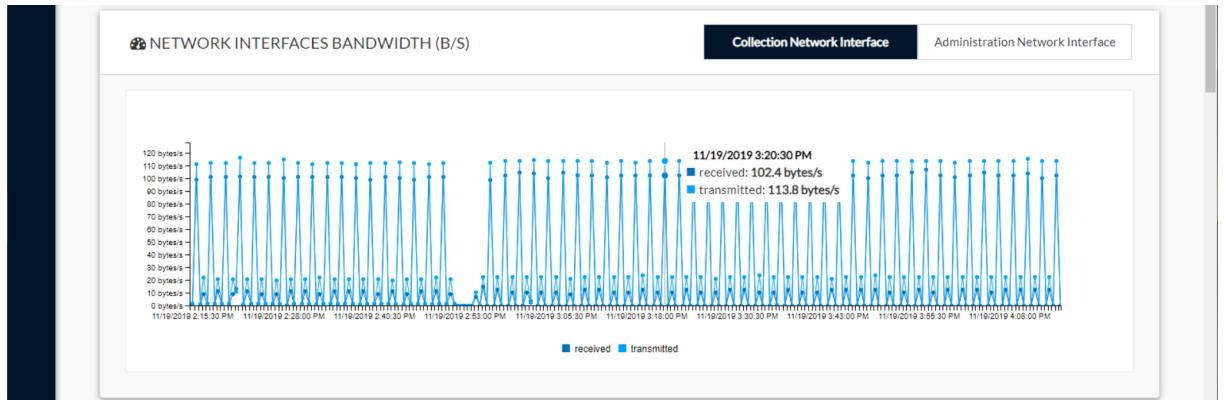 NETWORK INTERFACES BANDWIDTH (B/S)
Collection Network Interface
Administration Network Interface
120 bytes/s
110 bytes/s
100 bytes/s
90 bytes/s
80 bytes/s
70 bytes/s
60 bytes/s
50 bytes/s
40 bytes/s
30 bytes/s
20 bytes/s
10 bytes/s
0 bytes/s
11/19/2019 3:20:30 PM
received: 102.4 bytes/s
transmitted: 113.8 bytes/s
11/19/2019 2:15:30 PM 11/19/2019 2:28:00 PM 11/19/2019 2:40:30 PM 11/19/2019 2:53:00 PM 11/19/2019 3:05:30 PM 11/19/2019 3:18:00 PM 11/19/2019 3:30:30 PM 11/19/2019 3:43:00 PM 11/19/2019 3:55:30 PM 11/19/2019 4:08:00 PM
received transmitted